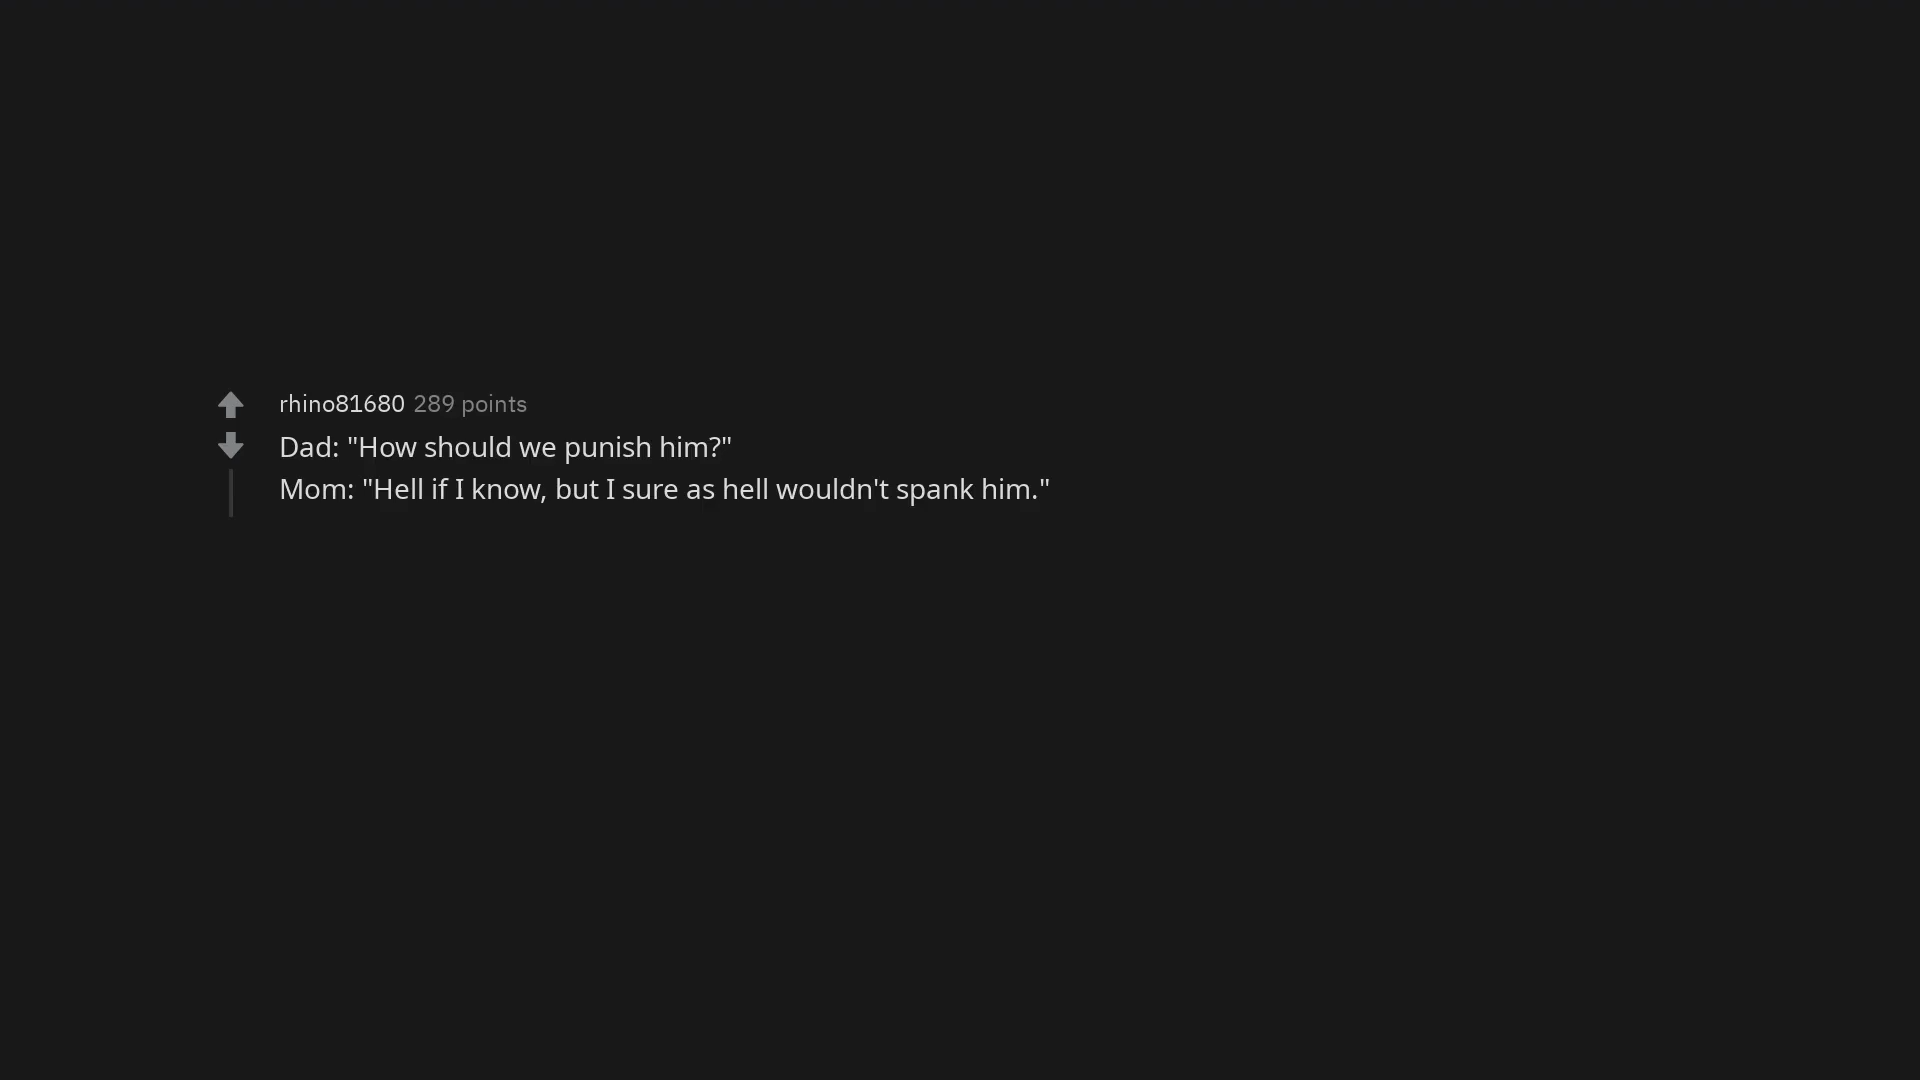 rhino81680 289 points
Dad: "How should we punish him?"
Mom: "Hell if I know, but I sure as hell wouldn't spank him."